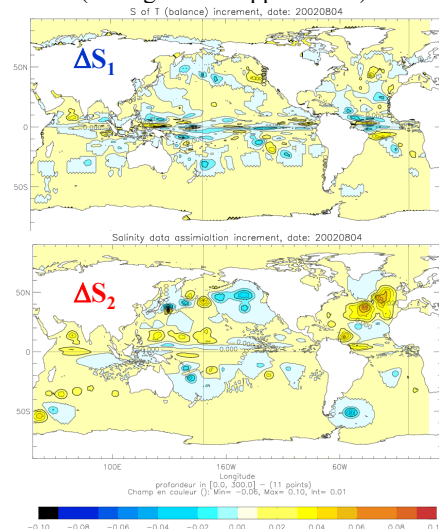 S of T (balance) increment, date: 20020804
ΔS1
50N
0
50S
Salinity data assimialtion increment, date: 20020804
ΔS2
50N
0
50S
100E 160W 60W
Longitude
profondeur in [0.0, 300.0] - (11 points)
Champ en couleur (): Min= -0.06, Max= 0.10, Int= 0.01
-0.10 -0.08 -0.06 -0.04 -0.02 0.00 0.02 0.04 0.06 0.08